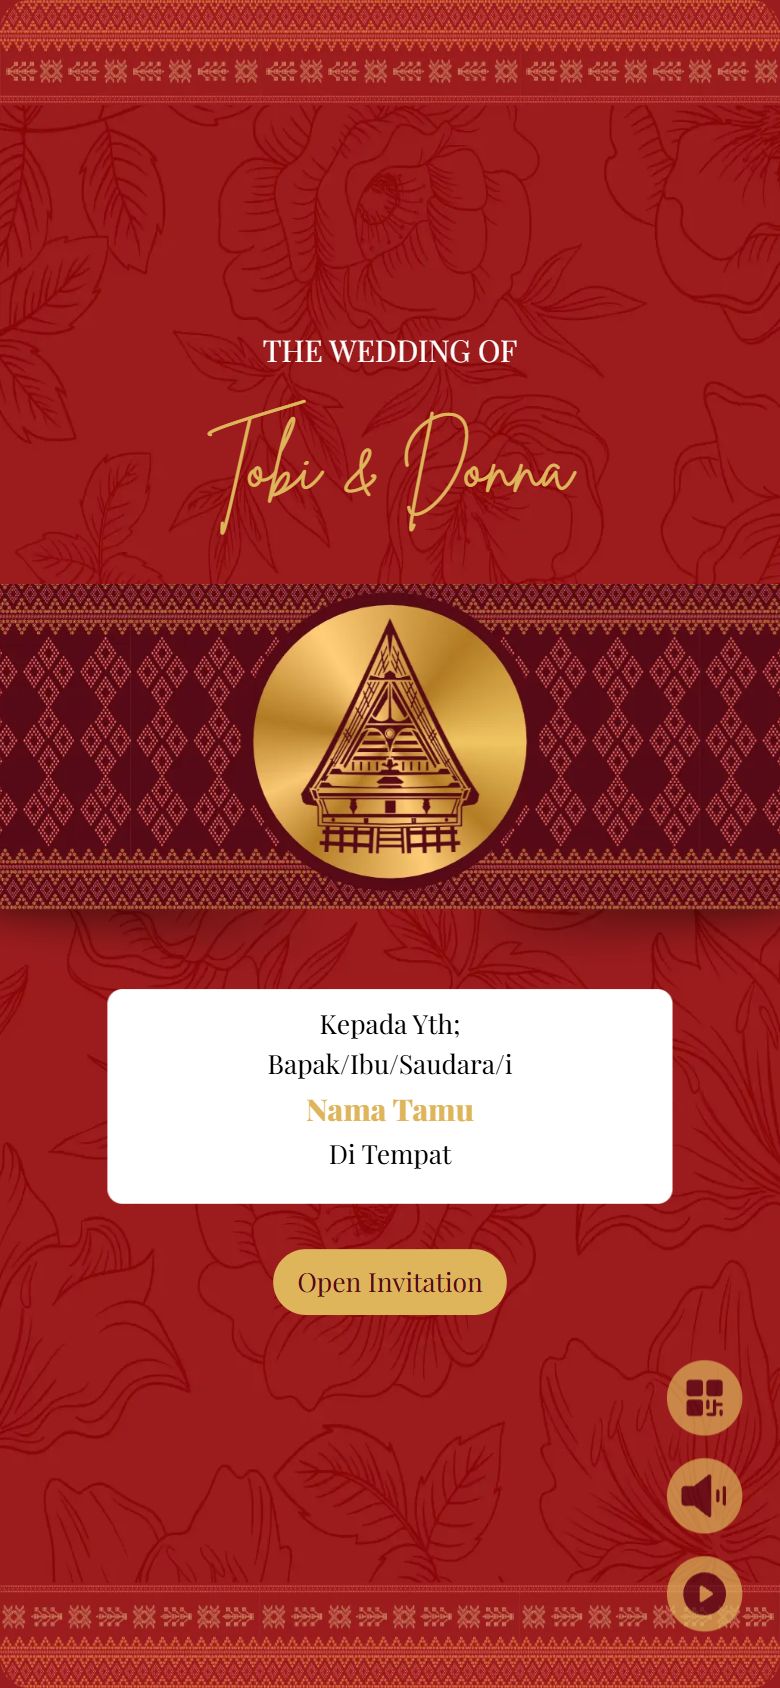 THE WEDDING OF
Tobi & Donna
Kepada Yth;
Bapak/Ibu/Saudara/i
Nama Tamu
Di Tempat
Open Invitation